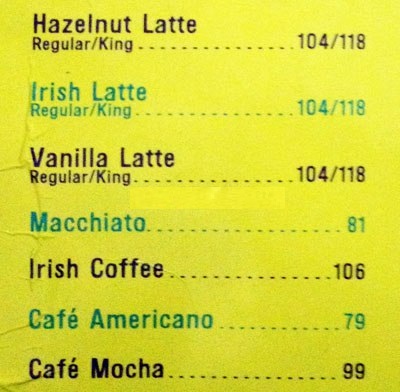 Hazelnut Latte
Regular/King ................ 104/118
Irish Latte
Regular/King ................ 104/118
Vanilla Latte
Regular/King ................ 104/118
Macchiato ........................ 81
Irish Coffee .................... 106
Café Americano ............. 79
Café Mocha ..................... 99